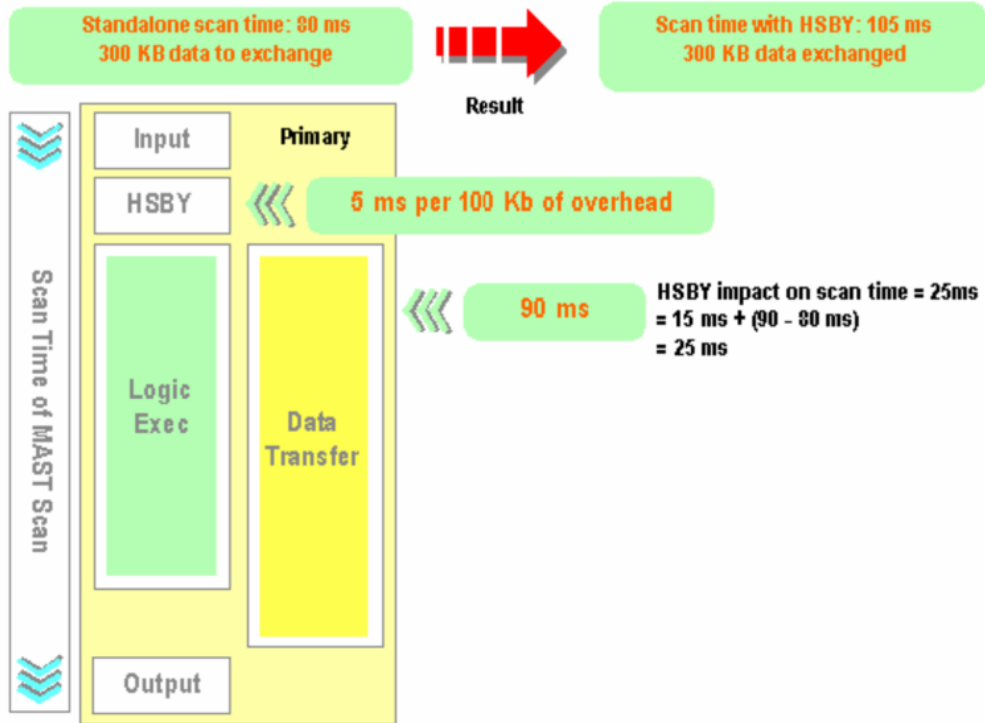 Standalone scan time: 80 ms
300 KB data to exchange
Result
Scan time with HSBY: 105 ms
300 KB data exchanged
Scan Time of MAST Scan
Input
Primary
HSBY
5 ms per 100 Kb of overhead
90 ms
HSBY impact on scan time = 25ms
= 15 ms + (90 - 80 ms)
= 25 ms
Logic
Exec
Data
Transfer
Output